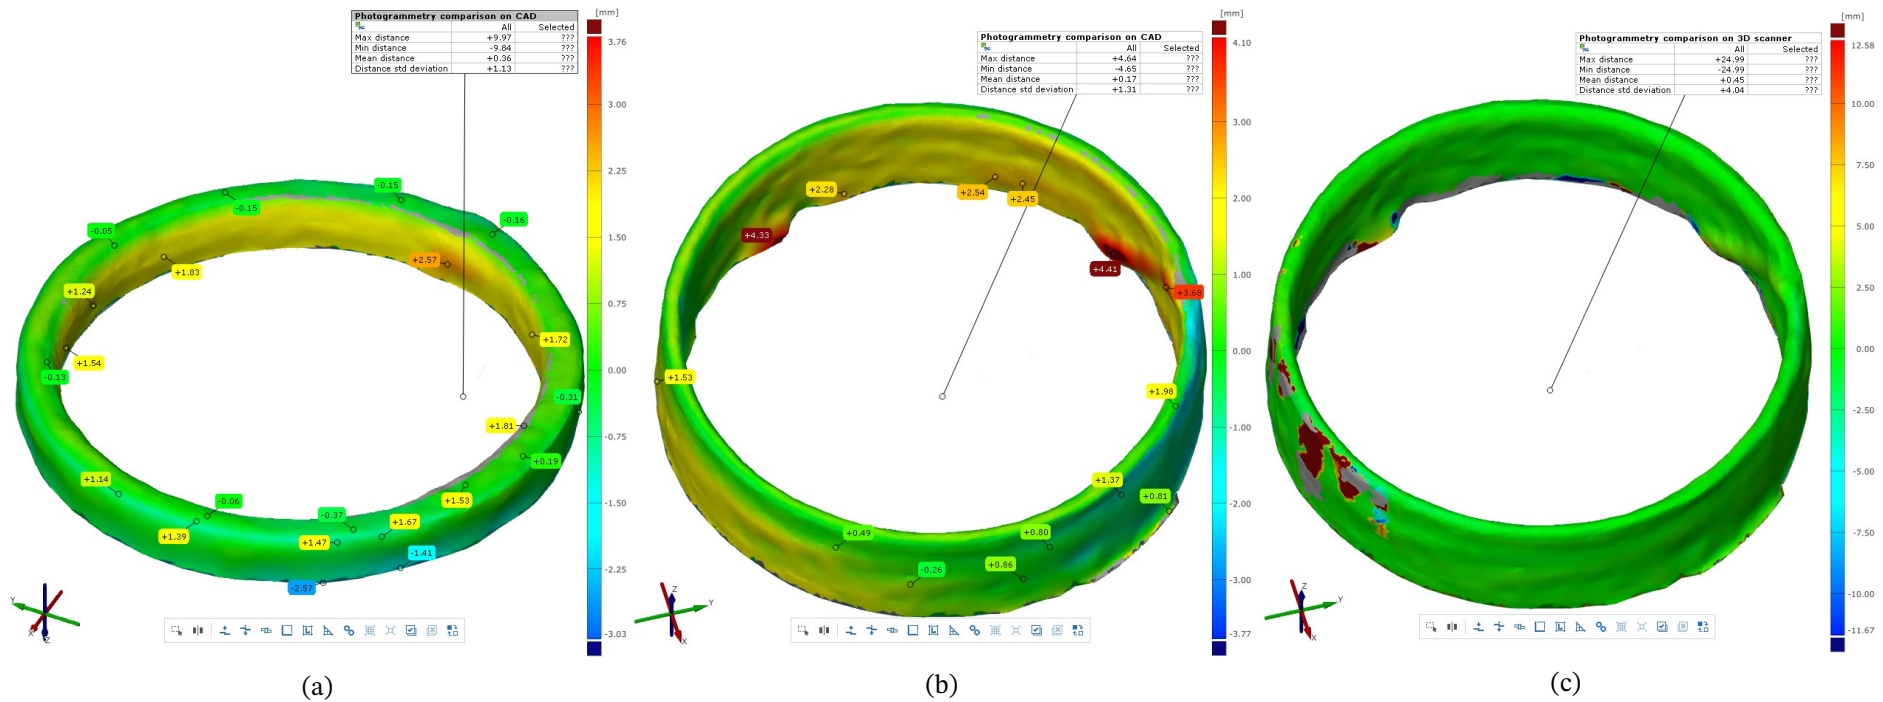 Photogrammetry comparison on CAD
All Selected
Max distance +9.97 ???
Min distance -9.84 ???
Mean distance +0.36 ???
Distance std deviation +1.13 ???
[mm]
3.76
3.00
2.25
1.50
0.75
0.00
-0.75
-1.50
-2.25
-3.03
-0.15
-0.15
-0.16
-0.05
+1.83
+2.57
+1.24
+1.72
+1.54
-0.13
-0.31
+1.81
+0.19
+1.14
+1.53
-0.06
-0.37
+1.67
+1.39
+1.47
-1.41
-2.57
Y
X
Z
(a)
Photogrammetry comparison on CAD
All Selected
Max distance +4.64 ???
Min distance -4.65 ???
Mean distance +0.17 ???
Distance std deviation +1.31 ???
[mm]
4.10
3.00
2.00
1.00
0.00
-1.00
-2.00
-3.00
-3.77
+2.28
+2.54
+2.45
+4.33
+4.41
+3.68
+1.53
+1.98
+1.37
+0.81
+0.49
+0.80
-0.26
+0.86
Z
Y
X
(b)
Photogrammetry comparison on 3D scanner
All Selected
Max distance +24.99 ???
Min distance -24.99 ???
Mean distance +0.45 ???
Distance std deviation +4.04 ???
[mm]
12.58
10.00
7.50
5.00
2.50
0.00
-2.50
-5.00
-7.50
-10.00
-11.67
Z
Y
X
(c)